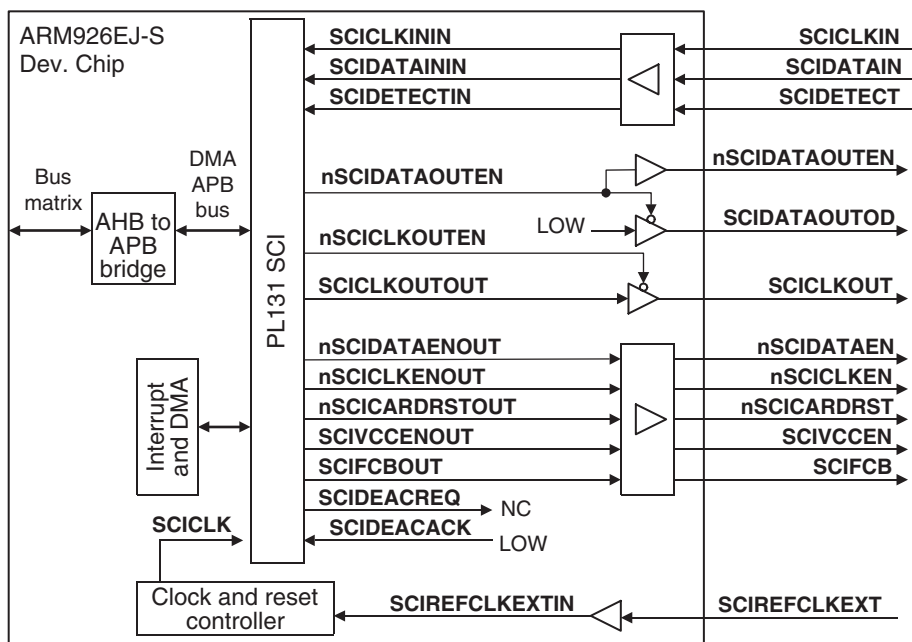 ARM926EJ-S
Dev. Chip
SCICLKININ
SCICLKIN
SCIDATAININ
SCIDATAIN
SCIDETECTIN
SCIDETECT
Bus
matrix
DMA
APB
bus
AHB to
APB
bridge
PL131 SCI
nSCIDATAOUTEN
nSCIDATAOUTEN
LOW
SCIDATAOUTOD
nSCICLKOUTEN
SCICLKOUTOUT
SCICLKOUT
nSCIDATAENOUT
nSCIDATAEN
nSCICLKENOUT
nSCICLKEN
nSCICARDRSTOUT
nSCICARDRST
SCIVCCENOUT
SCIVCCEN
SCIFCBOUT
SCIFCB
Interrupt
and DMA
SCIDEACREQ
NC
SCICLK
SCIDEACACK
LOW
Clock and reset
controller
SCIREFCLKEXTIN
SCIREFCLKEXT